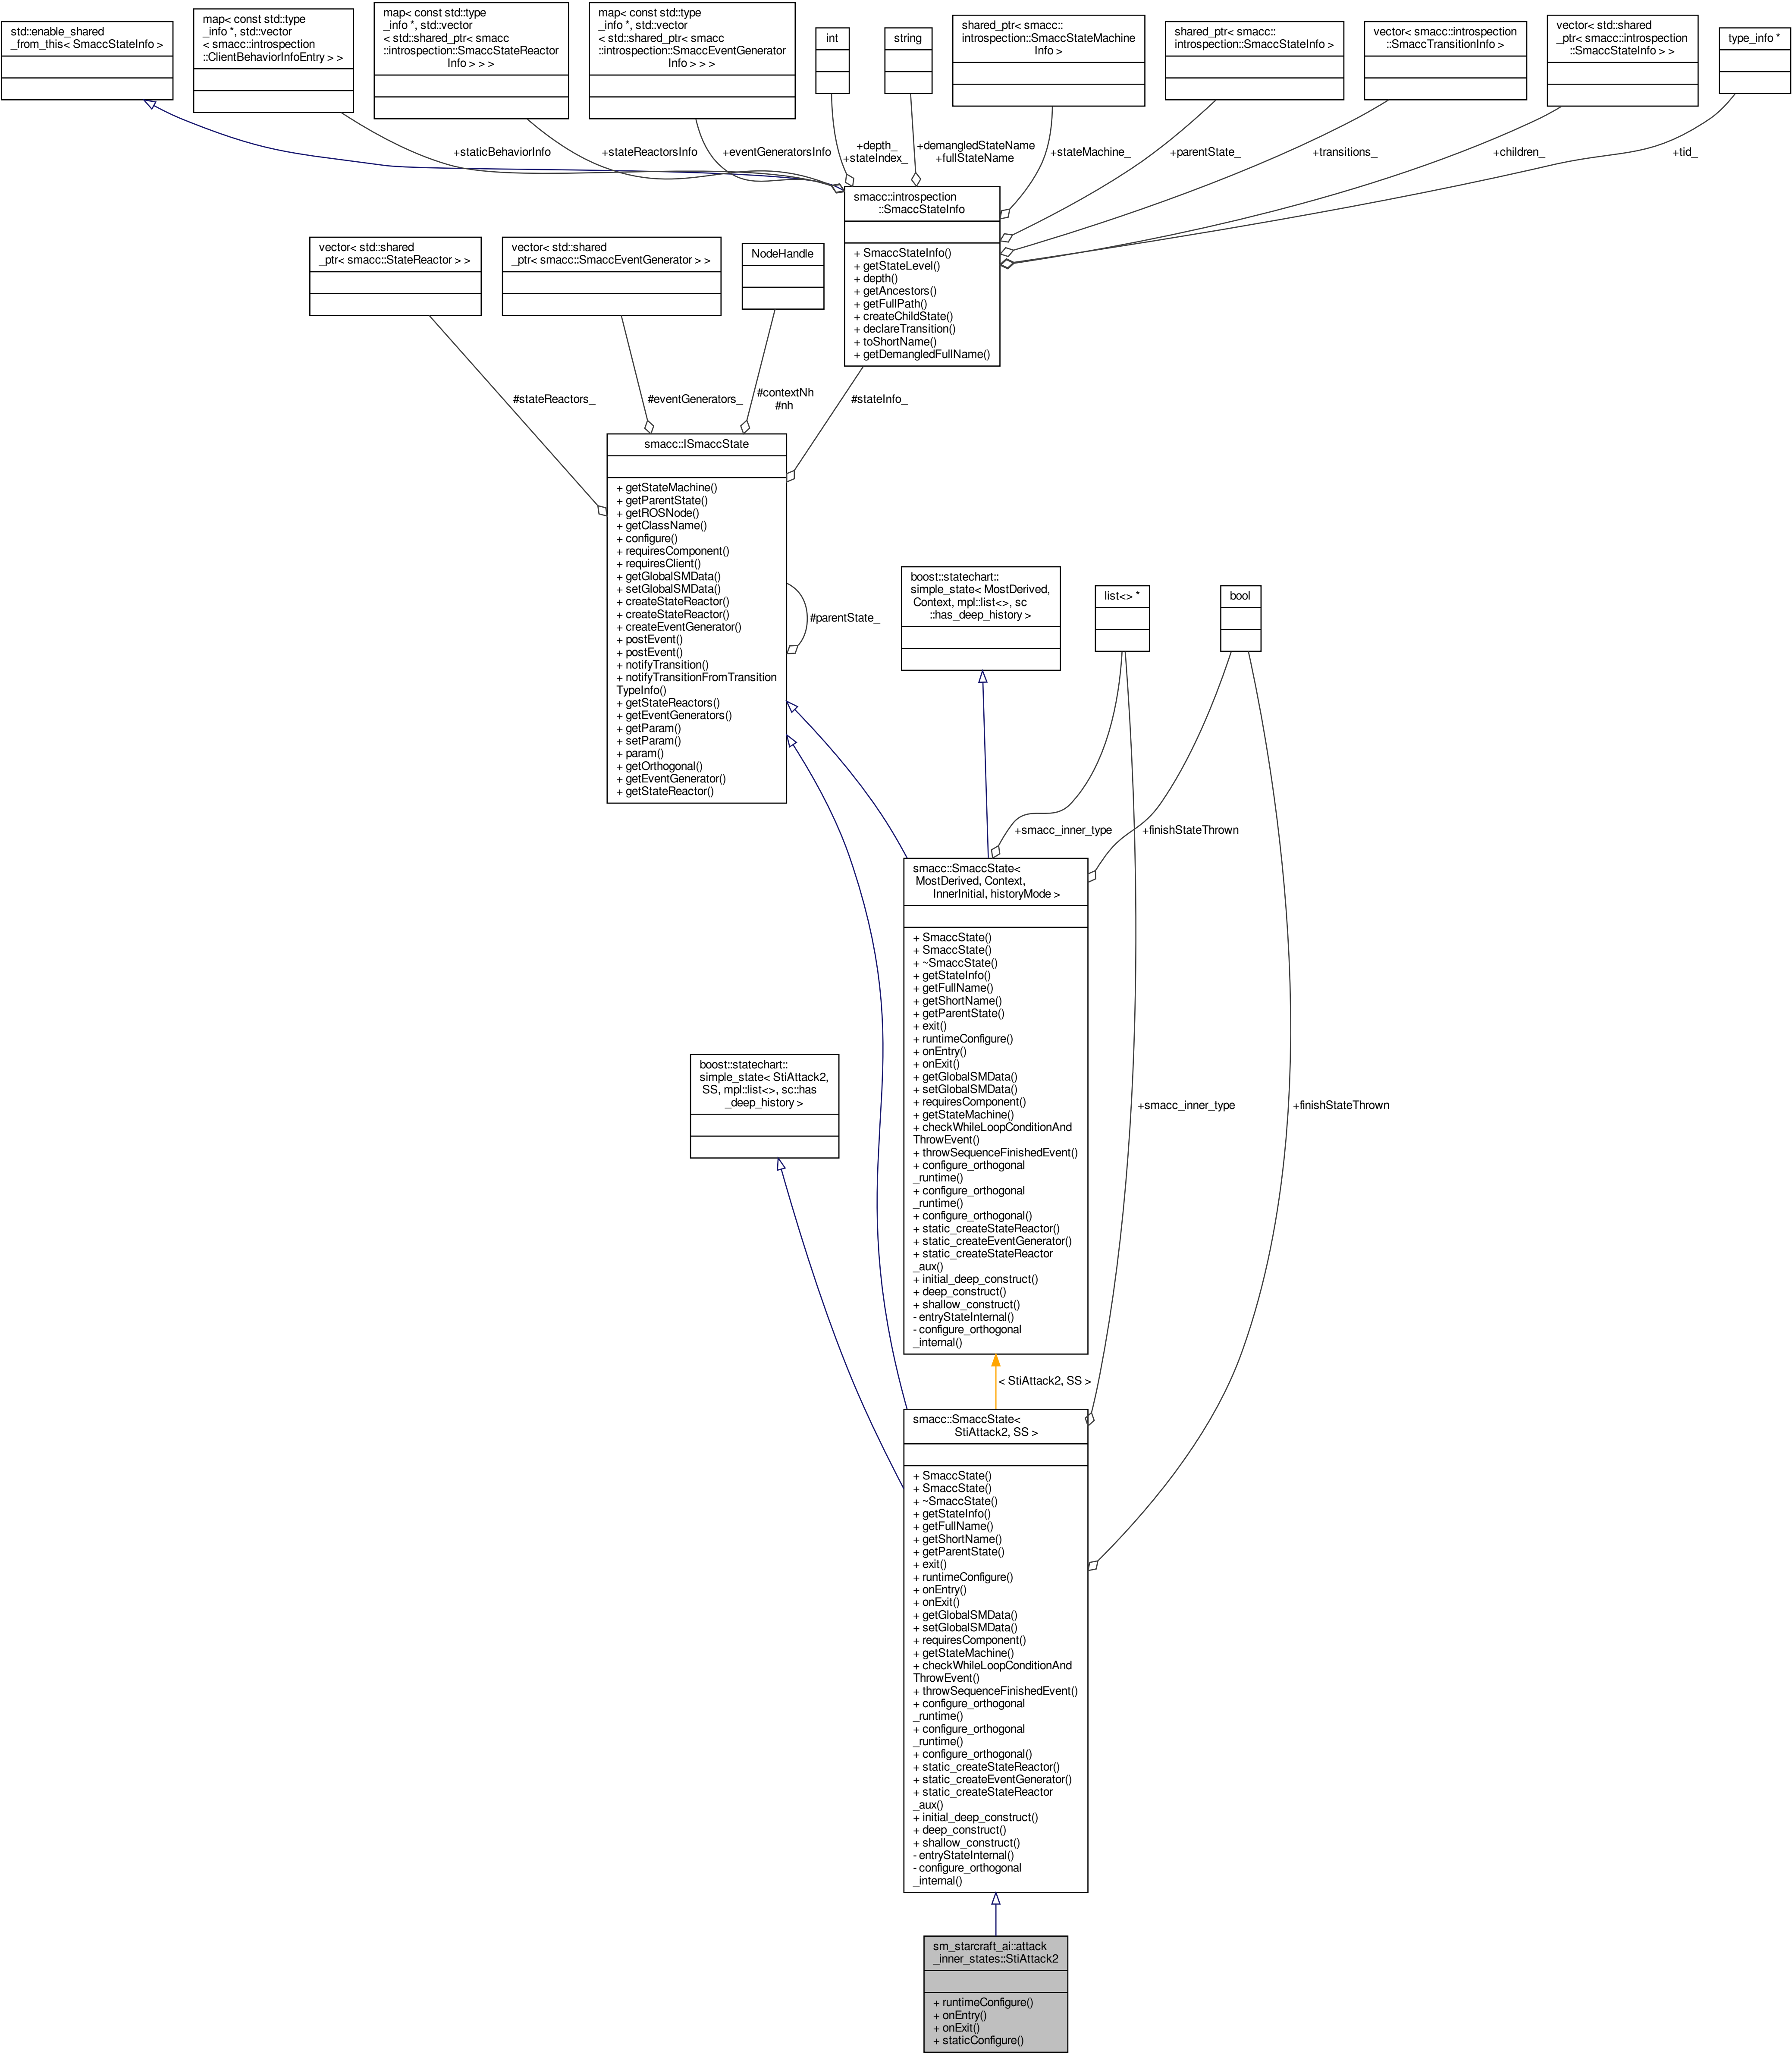 std::enable_shared
_from_this< SmaccStateInfo >
map< const std::type
_info *, std::vector
< smacc::introspection
::ClientBehaviorInfoEntry > >
map< const std::type
_info *, std::vector
< std::shared_ptr< smacc
::introspection::SmaccStateReactor
Info > > >
map< const std::type
_info *, std::vector
< std::shared_ptr< smacc
::introspection::SmaccEventGenerator
Info > > >
int
string
shared_ptr< smacc::
introspection::SmaccStateMachine
Info >
shared_ptr< smacc::
introspection::SmaccStateInfo >
vector< smacc::introspection
::SmaccTransitionInfo >
vector< std::shared
_ptr< smacc::introspection
::SmaccStateInfo > >
type_info *
+staticBehaviorInfo
+stateReactorsInfo
+eventGeneratorsInfo
+depth_
+stateIndex_
+demangledStateName
+fullStateName
+stateMachine_
+parentState_
+transitions_
+children_
+tid_
smacc::introspection
::SmaccStateInfo
+ SmaccStateInfo()
+ getStateLevel()
+ depth()
+ getAncestors()
+ getFullPath()
+ createChildState()
+ declareTransition()
+ toShortName()
+ getDemangledFullName()
vector< std::shared
_ptr< smacc::StateReactor > >
vector< std::shared
_ptr< smacc::SmaccEventGenerator > >
NodeHandle
#stateReactors_
#eventGenerators_
#contextNh
#nh
#stateInfo_
smacc::ISmaccState
+ getStateMachine()
+ getParentState()
+ getROSNode()
+ getClassName()
+ configure()
+ requiresComponent()
+ requiresClient()
+ getGlobalSMData()
+ setGlobalSMData()
+ createStateReactor()
+ createStateReactor()
+ createEventGenerator()
+ postEvent()
+ postEvent()
+ notifyTransition()
+ notifyTransitionFromTransition
TypeInfo()
+ getStateReactors()
+ getEventGenerators()
+ getParam()
+ setParam()
+ param()
+ getOrthogonal()
+ getEventGenerator()
+ getStateReactor()
#parentState_
boost::statechart::
simple_state< MostDerived,
Context, mpl::list<>, sc
::has_deep_history >
list<> *
bool
+smacc_inner_type
+finishStateThrown
smacc::SmaccState<
MostDerived, Context,
InnerInitial, historyMode >
+ SmaccState()
+ SmaccState()
+ ~SmaccState()
+ getStateInfo()
+ getFullName()
+ getShortName()
+ getParentState()
+ exit()
+ runtimeConfigure()
+ onEntry()
+ onExit()
+ getGlobalSMData()
+ setGlobalSMData()
+ requiresComponent()
+ getStateMachine()
+ checkWhileLoopConditionAnd
ThrowEvent()
+ throwSequenceFinishedEvent()
+ configure_orthogonal
_runtime()
+ configure_orthogonal
_runtime()
+ configure_orthogonal()
+ static_createStateReactor()
+ static_createEventGenerator()
+ static_createStateReactor
_aux()
+ initial_deep_construct()
+ deep_construct()
+ shallow_construct()
- entryStateInternal()
- configure_orthogonal
_internal()
boost::statechart::
simple_state< StiAttack2,
SS, mpl::list<>, sc::has
_deep_history >
+smacc_inner_type
+finishStateThrown
< StiAttack2, SS >
smacc::SmaccState<
StiAttack2, SS >
+ SmaccState()
+ SmaccState()
+ ~SmaccState()
+ getStateInfo()
+ getFullName()
+ getShortName()
+ getParentState()
+ exit()
+ runtimeConfigure()
+ onEntry()
+ onExit()
+ getGlobalSMData()
+ setGlobalSMData()
+ requiresComponent()
+ getStateMachine()
+ checkWhileLoopConditionAnd
ThrowEvent()
+ throwSequenceFinishedEvent()
+ configure_orthogonal
_runtime()
+ configure_orthogonal
_runtime()
+ configure_orthogonal()
+ static_createStateReactor()
+ static_createEventGenerator()
+ static_createStateReactor
_aux()
+ initial_deep_construct()
+ deep_construct()
+ shallow_construct()
- entryStateInternal()
- configure_orthogonal
_internal()
sm_starcraft_ai::attack
_inner_states::StiAttack2
+ runtimeConfigure()
+ onEntry()
+ onExit()
+ staticConfigure()